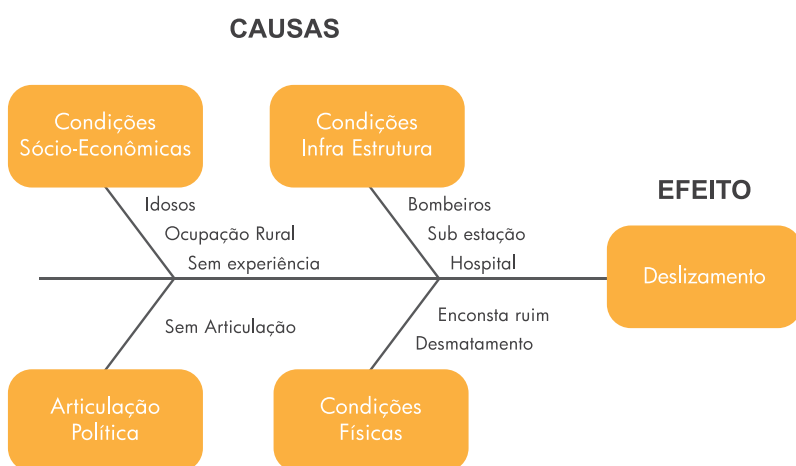 CAUSAS
Condições
Sócio-Econômicas
Condições
Infra Estrutura
EFEITO
Idosos
Ocupação Rural
Sem experiência
Bombeiros
Sub estação
Hospital
Deslizamento
Sem Articulação
Enconsta ruim
Desmatamento
Articulação
Política
Condições
Físicas